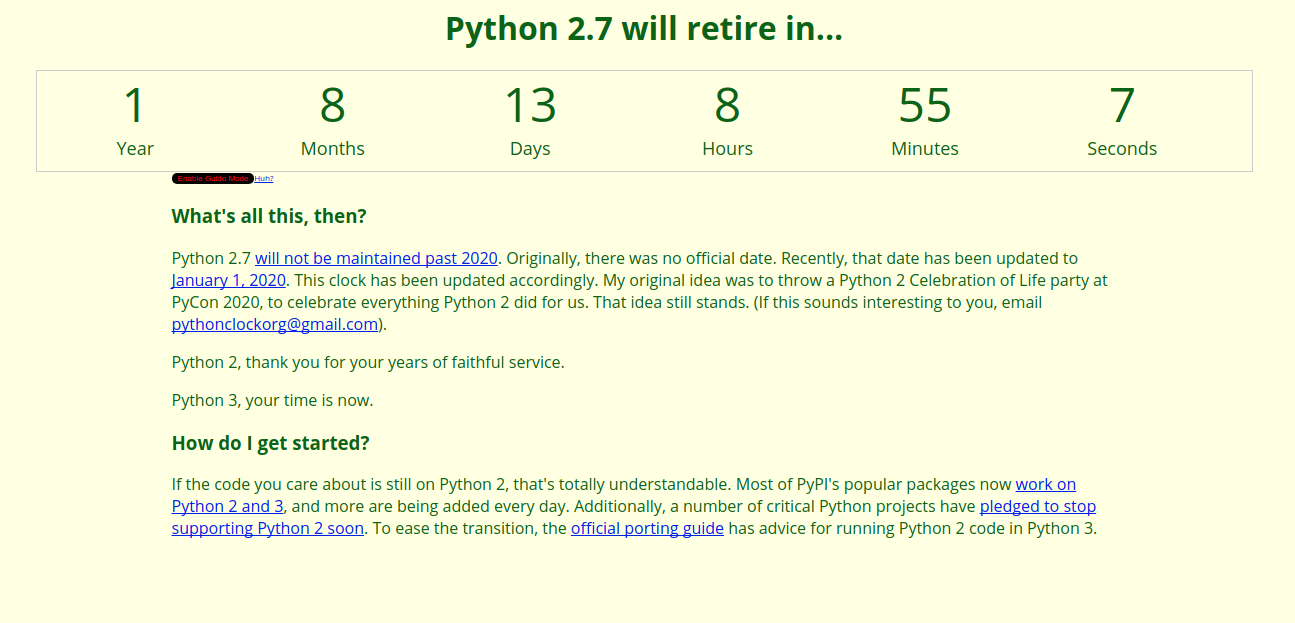 Python 2.7 will retire in...
1 8 13 8 55 7
Year Months Days Hours Minutes Seconds
Enable Guido Mode Huh?
What's all this, then?
Python 2.7 will not be maintained past 2020. Originally, there was no official date. Recently, that date has been updated to
January 1, 2020. This clock has been updated accordingly. My original idea was to throw a Python 2 Celebration of Life party at
PyCon 2020, to celebrate everything Python 2 did for us. That idea still stands. (If this sounds interesting to you, email
pythonclockorg@gmail.com).
Python 2, thank you for your years of faithful service.
Python 3, your time is now.
How do I get started?
If the code you care about is still on Python 2, that's totally understandable. Most of PyPI's popular packages now work on
Python 2 and 3, and more are being added every day. Additionally, a number of critical Python projects have pledged to stop
supporting Python 2 soon. To ease the transition, the official porting guide has advice for running Python 2 code in Python 3.